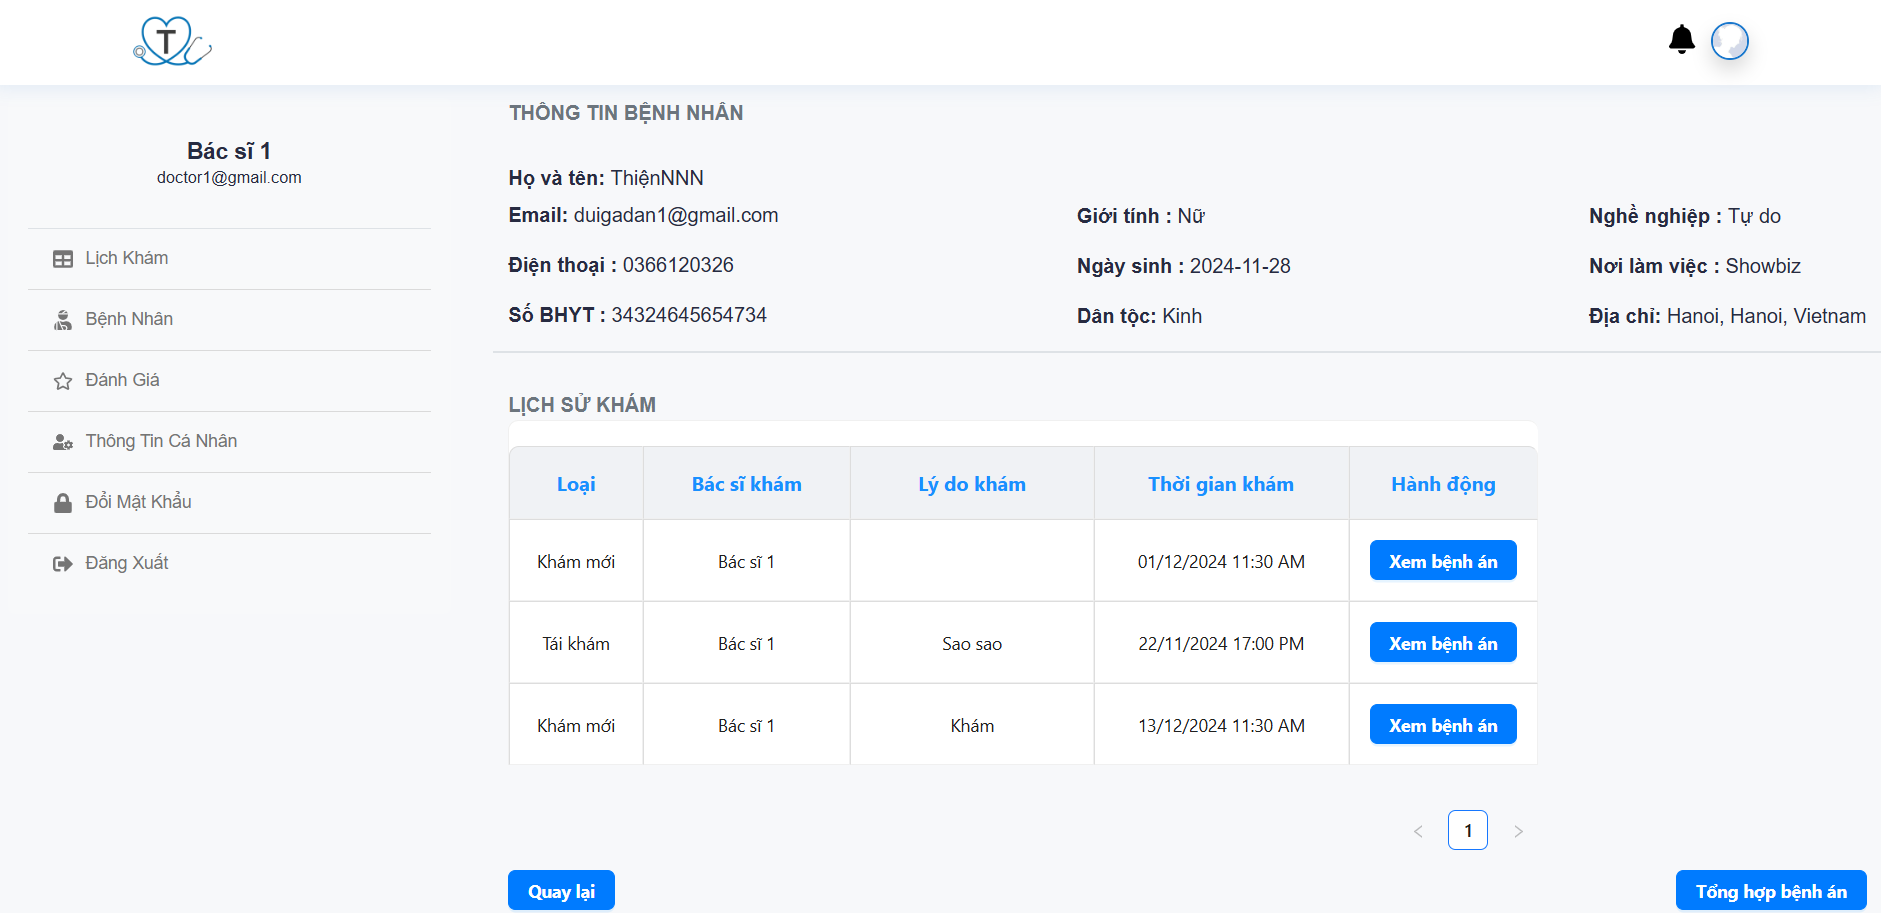 T
Bác sĩ 1
doctor1@gmail.com
Lịch Khám
Bệnh Nhân
Đánh Giá
Thông Tin Cá Nhân
Đổi Mật Khẩu
Đăng Xuất
THÔNG TIN BỆNH NHÂN
Họ và tên: ThiệnNNN
Email: duigadan1@gmail.com Giới tính : Nữ Nghề nghiệp : Tự do
Điện thoại : 0366120326 Ngày sinh : 2024-11-28 Nơi làm việc : Showbiz
Số BHYT : 34324645654734 Dân tộc: Kinh Địa chỉ: Hanoi, Hanoi, Vietnam
LỊCH SỬ KHÁM
Loại Bác sĩ khám Lý do khám Thời gian khám Hành động
Khám mới Bác sĩ 1 01/12/2024 11:30 AM Xem bệnh án
Tái khám Bác sĩ 1 Sao sao 22/11/2024 17:00 PM Xem bệnh án
Khám mới Bác sĩ 1 Khám 13/12/2024 11:30 AM Xem bệnh án
< 1 >
Quay lại Tổng hợp bệnh án